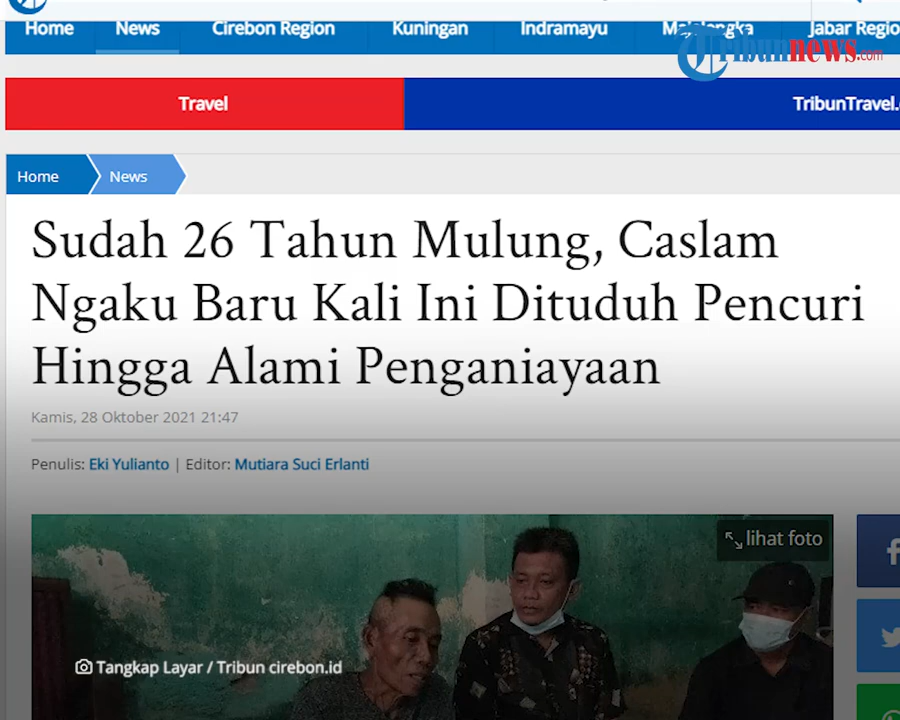 Home News Cirebon Region Kuningan Indramayu Majalengka Jabar Region
Tribunnews.com
Travel TribunTravel.
Home News
Sudah 26 Tahun Mulung, Caslam
Ngaku Baru Kali Ini Dituduh Pencuri
Hingga Alami Penganiayaan
Kamis, 28 Oktober 2021 21:47
Penulis: Eki Yulianto | Editor: Mutiara Suci Erlanti
lihat foto
Tangkap Layar / Tribun cirebon.id